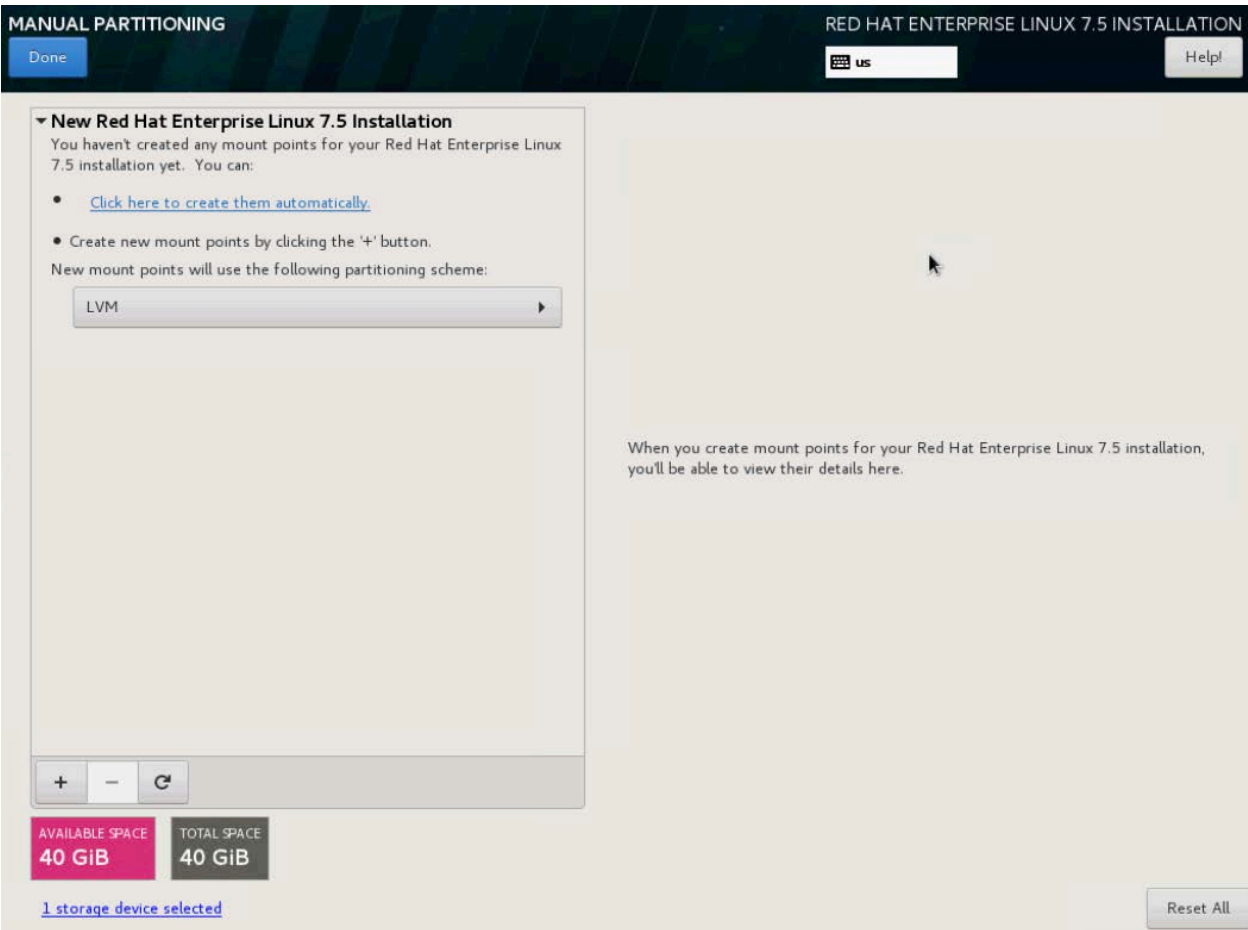 MANUAL PARTITIONING
RED HAT ENTERPRISE LINUX 7.5 INSTALLATION
Done
us
Help!
New Red Hat Enterprise Linux 7.5 Installation
You haven't created any mount points for your Red Hat Enterprise Linux
7.5 installation yet. You can:
• Click here to create them automatically.
• Create new mount points by clicking the '+' button.
New mount points will use the following partitioning scheme:
LVM
When you create mount points for your Red Hat Enterprise Linux 7.5 installation,
you'll be able to view their details here.
+ −
AVAILABLE SPACE
40 GiB
TOTAL SPACE
40 GiB
1 storage device selected
Reset All